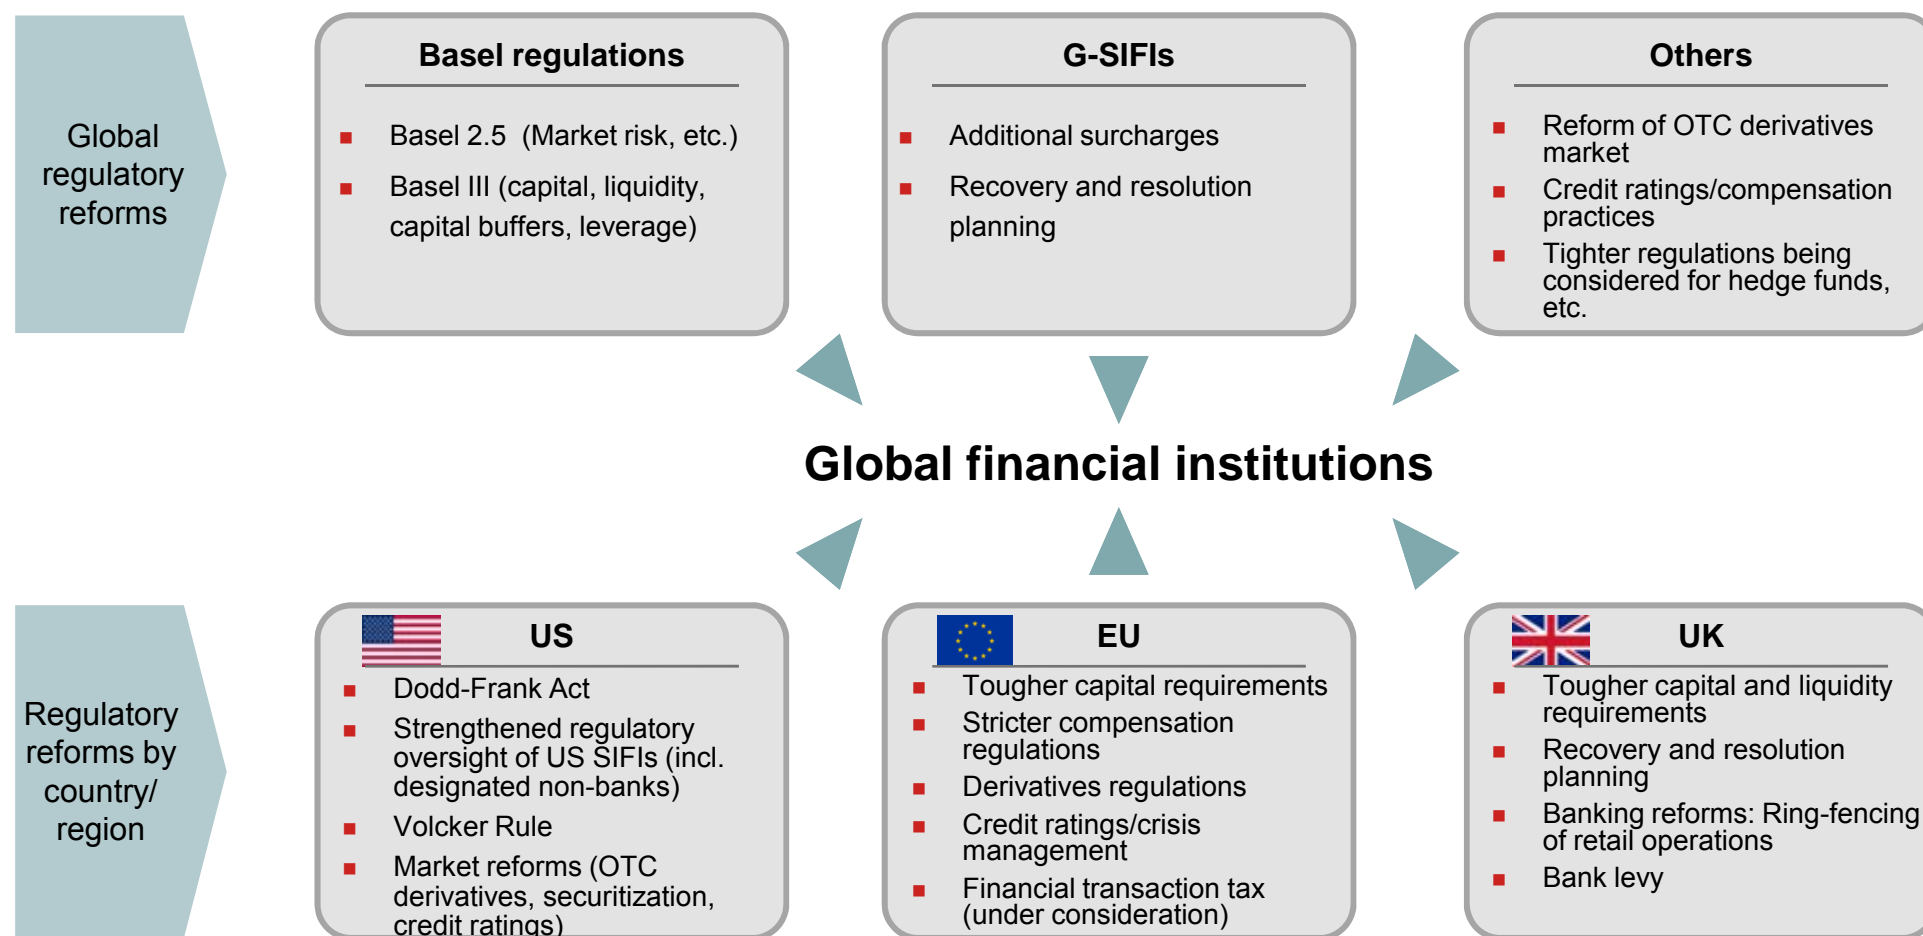 Global
regulatory
reforms
Basel regulations
Basel 2.5  (Market risk, etc.)
Basel III (capital, liquidity,
capital buffers, leverage)
G-SIFIs
Additional surcharges
Recovery and resolution
planning
Others
Reform of OTC derivatives
market
Credit ratings/compensation
practices
Tighter regulations being
considered for hedge funds,
etc.
Global financial institutions
Regulatory
reforms by
country/
region
US
Dodd-Frank Act
Strengthened regulatory
oversight of US SIFIs (incl.
designated non-banks)
Volcker Rule
Market reforms (OTC
derivatives, securitization,
credit ratings)
EU
Tougher capital requirements
Stricter compensation
regulations
Derivatives regulations
Credit ratings/crisis
management
Financial transaction tax
(under consideration)
UK
Tougher capital and liquidity
requirements
Recovery and resolution
planning
Banking reforms: Ring-fencing
of retail operations
Bank levy